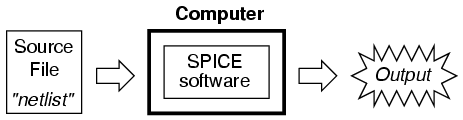 Computer
Source
File
"netlist"
SPICE
software
Output